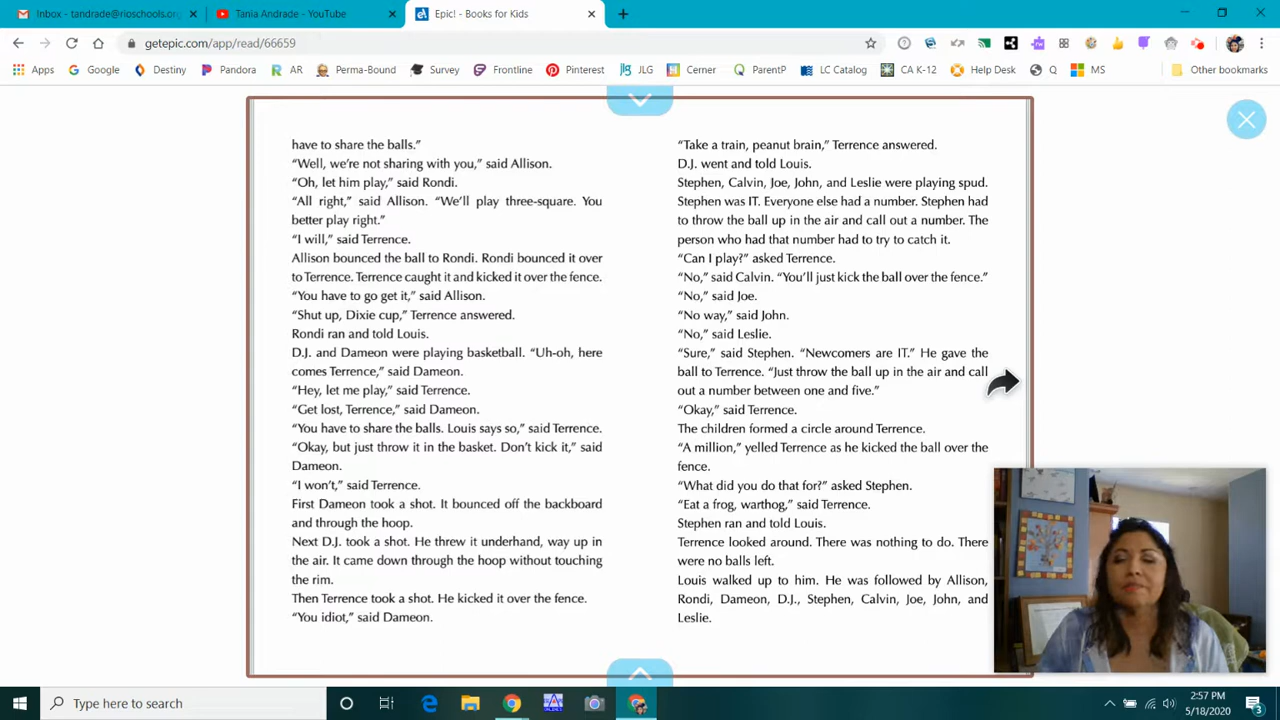 Inbox - tandrade@rioschools.org
Tania Andrade - YouTube
Epic! - Books for Kids
getepic.com/app/read/66659
Apps
Google
Destiny
Pandora
AR
Perma-Bound
Survey
Frontline
Pinterest
JLG
Cerner
ParentP
LC Catalog
CA K-12
Help Desk
Q
MS
Other bookmarks
have to share the balls.”
“Well, we’re not sharing with you,” said Allison.
“Oh, let him play,” said Rondi.
“All right,” said Allison. “We’ll play three-square. You
better play right.”
“I will,” said Terrence.
Allison bounced the ball to Rondi. Rondi bounced it over
to Terrence. Terrence caught it and kicked it over the fence.
“You have to go get it,” said Allison.
“Shut up, Dixie cup,” Terrence answered.
Rondi ran and told Louis.
D.J. and Dameon were playing basketball. “Uh-oh, here
comes Terrence,” said Dameon.
“Hey, let me play,” said Terrence.
“Get lost, Terrence,” said Dameon.
“You have to share the balls. Louis says so,” said Terrence.
“Okay, but just throw it in the basket. Don’t kick it,” said
Dameon.
“I won’t,” said Terrence.
First Dameon took a shot. It bounced off the backboard
and through the hoop.
Next D.J. took a shot. He threw it underhand, way up in
the air. It came down through the hoop without touching
the rim.
Then Terrence took a shot. He kicked it over the fence.
“You idiot,” said Dameon.
“Take a train, peanut brain,” Terrence answered.
D.J. went and told Louis.
Stephen, Calvin, Joe, John, and Leslie were playing spud.
Stephen was IT. Everyone else had a number. Stephen had
to throw the ball up in the air and call out a number. The
person who had that number had to try to catch it.
“Can I play?” asked Terrence.
“No,” said Calvin. “You’ll just kick the ball over the fence.”
“No,” said Joe.
“No way,” said John.
“No,” said Leslie.
“Sure,” said Stephen. “Newcomers are IT.” He gave the
ball to Terrence. “Just throw the ball up in the air and call
out a number between one and five.”
“Okay,” said Terrence.
The children formed a circle around Terrence.
“A million,” yelled Terrence as he kicked the ball over the
fence.
“What did you do that for?” asked Stephen.
“Eat a frog, warthog,” said Terrence.
Stephen ran and told Louis.
Terrence looked around. There was nothing to do. There
were no balls left.
Louis walked up to him. He was followed by Allison,
Rondi, Dameon, D.J., Stephen, Calvin, Joe, John, and
Leslie.
Type here to search
2:57 PM
5/18/2020
3